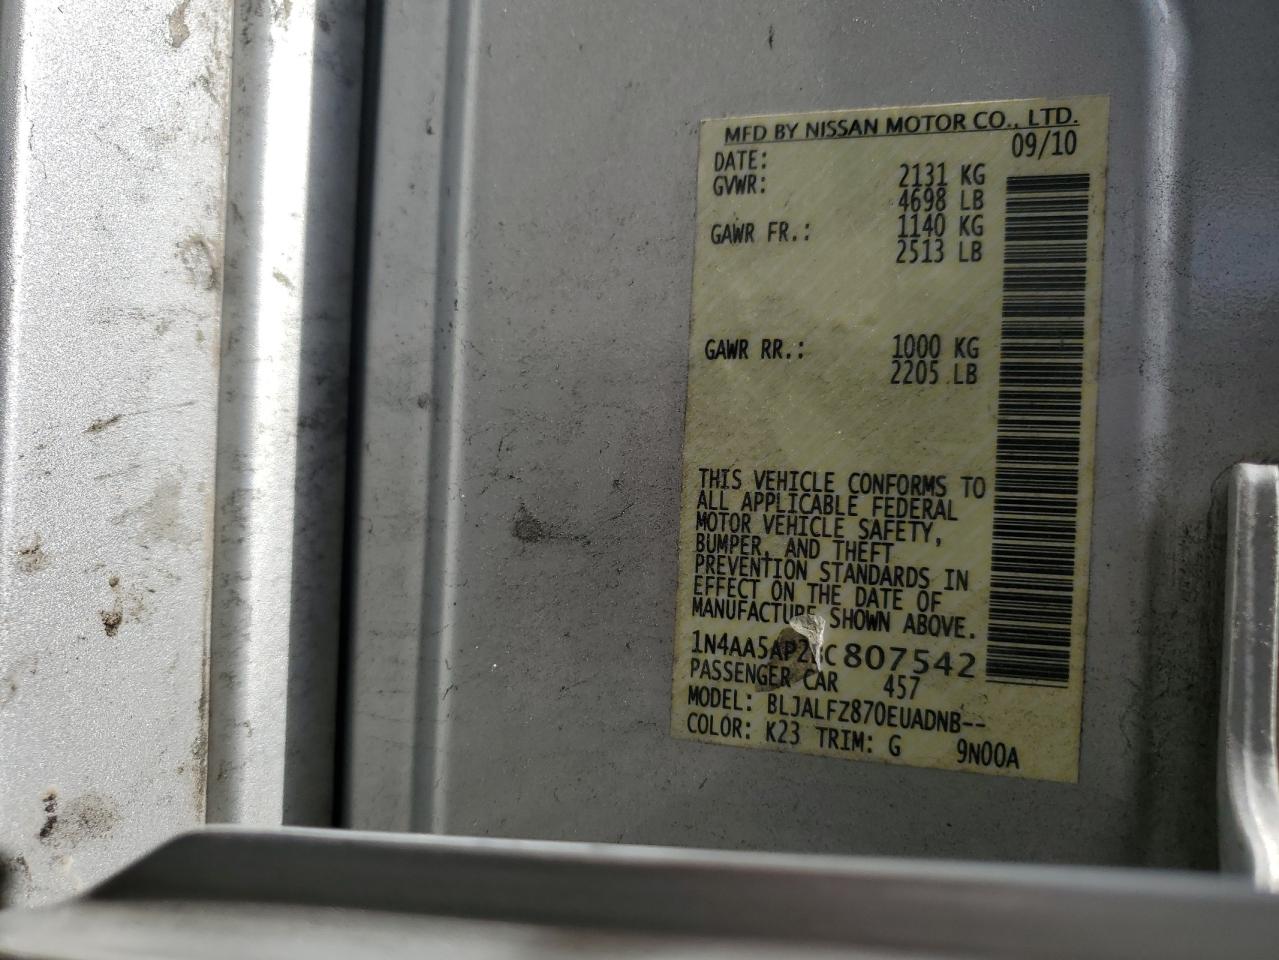 MFD BY NISSAN MOTOR CO., LTD.
DATE: 09/10
GVWR: 2131 KG
4698 LB
GAWR FR.: 1140 KG
2513 LB
GAWR RR.: 1000 KG
2205 LB
THIS VEHICLE CONFORMS TO
ALL APPLICABLE FEDERAL
MOTOR VEHICLE SAFETY,
BUMPER, AND THEFT
PREVENTION STANDARDS IN
EFFECT ON THE DATE OF
MANUFACTURE SHOWN ABOVE.
PASSENGER CAR 457
MODEL: BLJALFZ870EUADNB--
COLOR: K23 TRIM: G 9N00A